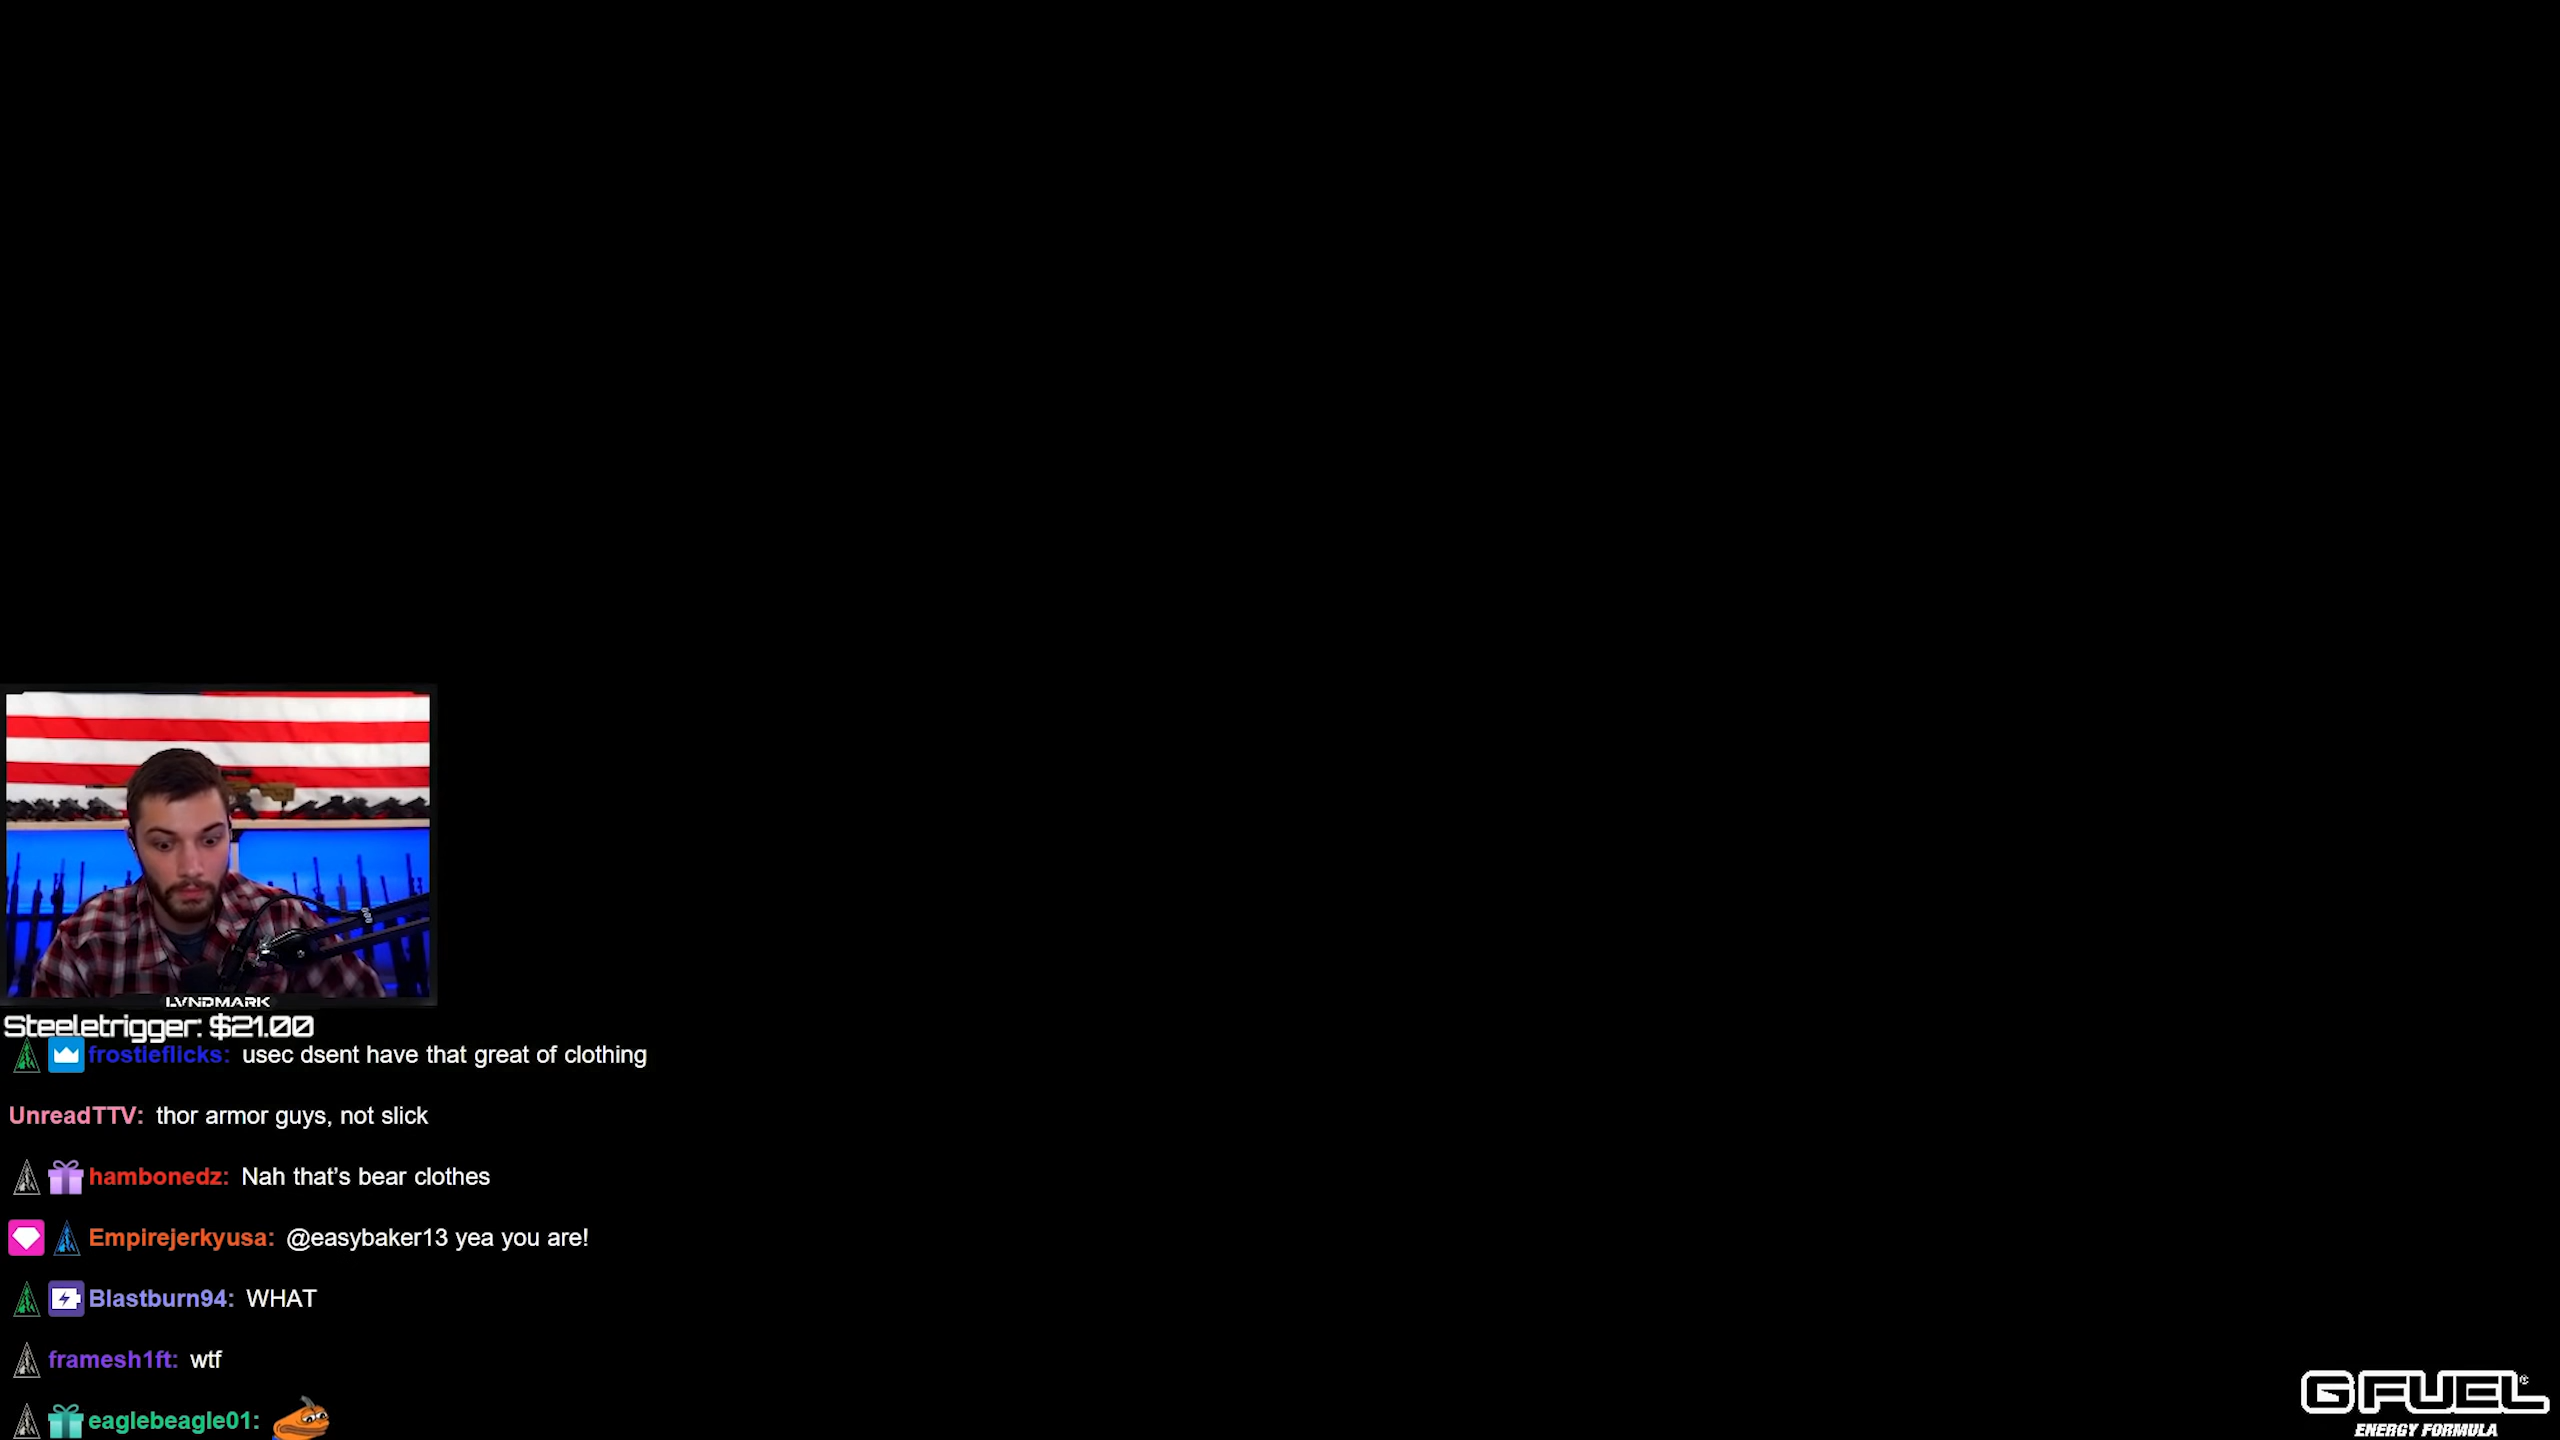 LVNDMARK
Steeletrigger: $21.00
frostieflicks: usec dsent have that great of clothing
UnreadTTV: thor armor guys, not slick
hambonedz: Nah that’s bear clothes
Empirejerkyusa: @easybaker13 yea you are!
Blastburn94: WHAT
framesh1ft: wtf
eaglebeagle01:
G FUEL®
ENERGY FORMULA